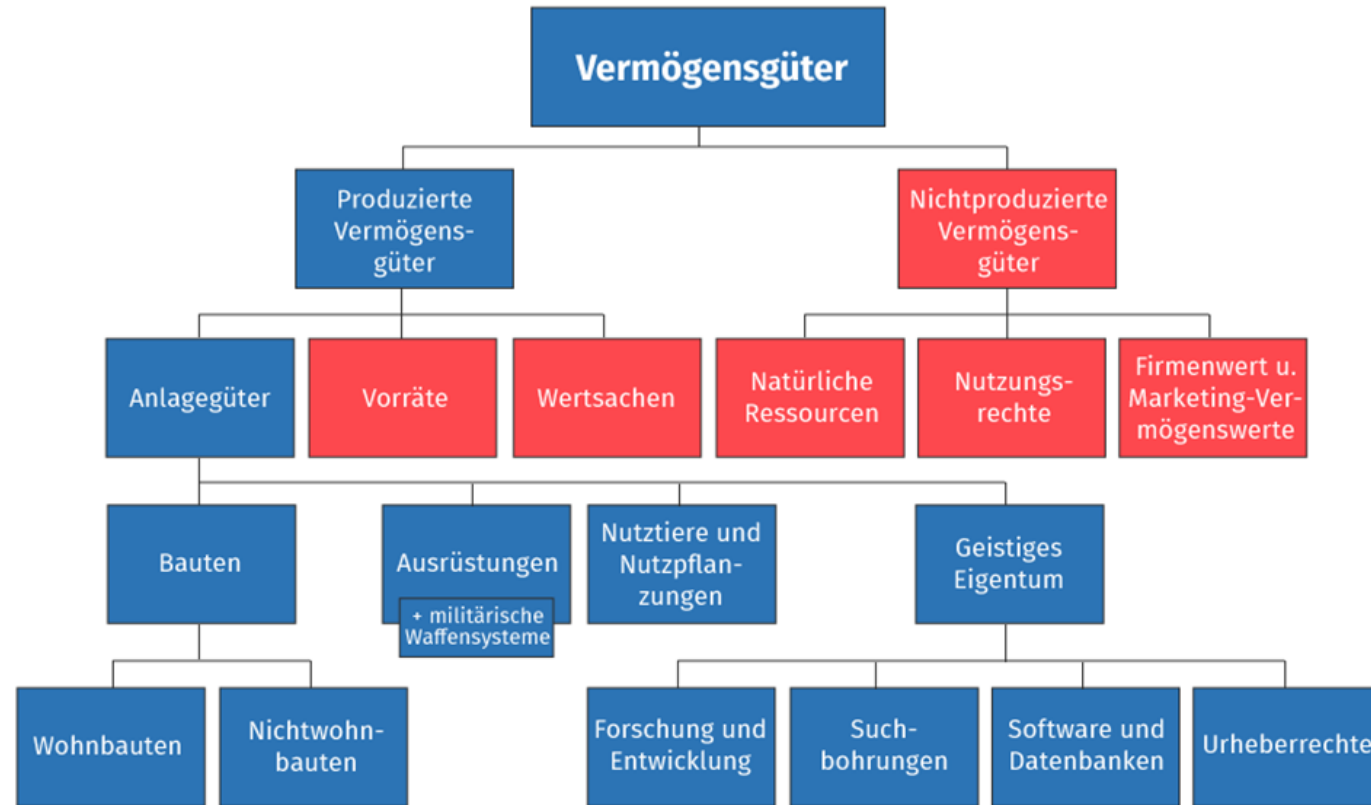 Vermögensgüter
Produzierte
Vermögens-
güter
Nichtproduzierte
Vermögens-
güter
Anlagegüter
Vorräte
Wertsachen
Natürliche
Ressourcen
Nutzungs-
rechte
Firmenwert u.
Marketing-Ver-
mögenswerte
Bauten
Ausrüstungen
+ militärische
Waffensysteme
Nutztiere und
Nutzpflan-
zungen
Geistiges
Eigentum
Wohnbauten
Nichtwohn-
bauten
Forschung und
Entwicklung
Such-
bohrungen
Software und
Datenbanken
Urheberrechte